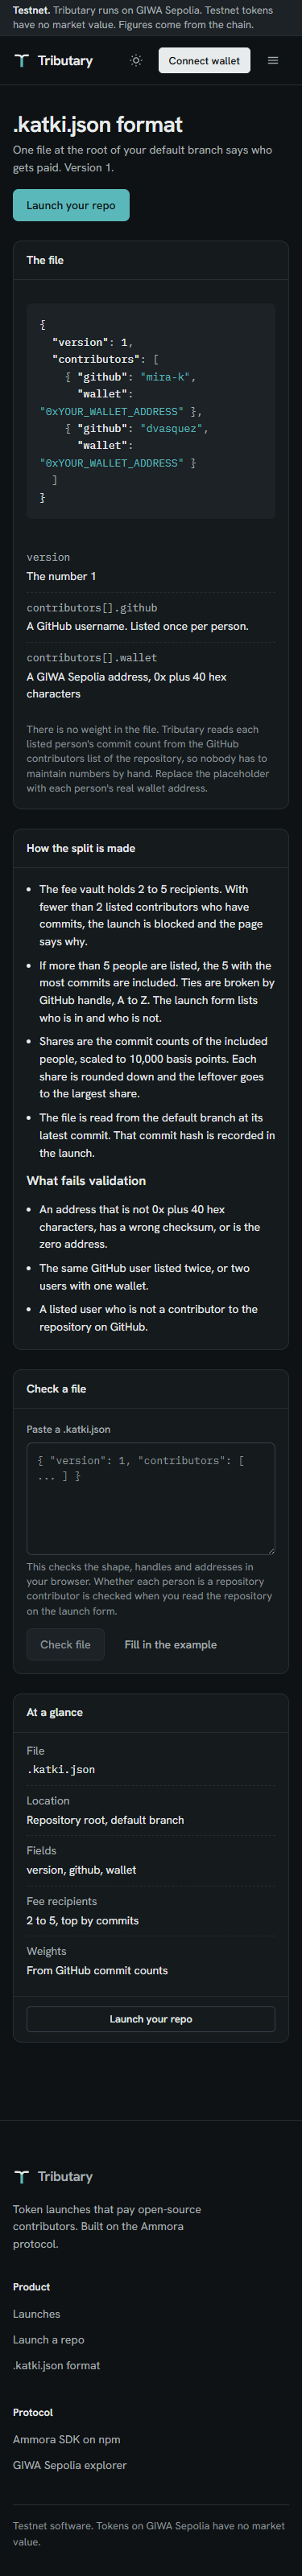 Testnet. Tributary runs on GIWA Sepolia. Testnet tokens
have no market value. Figures come from the chain.
Tributary
Connect wallet
.katki.json format
One file at the root of your default branch says who
gets paid. Version 1.
Launch your repo
The file
{
"version": 1,
"contributors": [
{ "github": "mira-k",
"wallet":
"0xYOUR_WALLET_ADDRESS" },
{ "github": "dvasquez",
"wallet":
"0xYOUR_WALLET_ADDRESS" }
]
}
version
The number 1
contributors[].github
A GitHub username. Listed once per person.
contributors[].wallet
A GIWA Sepolia address, 0x plus 40 hex
characters
There is no weight in the file. Tributary reads each
listed person's commit count from the GitHub
contributors list of the repository, so nobody has to
maintain numbers by hand. Replace the placeholder
with each person's real wallet address.
How the split is made
• The fee vault holds 2 to 5 recipients. With
fewer than 2 listed contributors who have
commits, the launch is blocked and the page
says why.
• If more than 5 people are listed, the 5 with the
most commits are included. Ties are broken by
GitHub handle, A to Z. The launch form lists
who is in and who is not.
• Shares are the commit counts of the included
people, scaled to 10,000 basis points. Each
share is rounded down and the leftover goes
to the largest share.
• The file is read from the default branch at its
latest commit. That commit hash is recorded in
the launch.
What fails validation
• An address that is not 0x plus 40 hex
characters, has a wrong checksum, or is the
zero address.
• The same GitHub user listed twice, or two
users with one wallet.
• A listed user who is not a contributor to the
repository on GitHub.
Check a file
Paste a .katki.json
{ "version": 1, "contributors": [
... ] }
This checks the shape, handles and addresses in
your browser. Whether each person is a repository
contributor is checked when you read the repository
on the launch form.
Check file
Fill in the example
At a glance
File
.katki.json
Location
Repository root, default branch
Fields
version, github, wallet
Fee recipients
2 to 5, top by commits
Weights
From GitHub commit counts
Launch your repo
Tributary
Token launches that pay open-source
contributors. Built on the Ammora
protocol.
Product
Launches
Launch a repo
.katki.json format
Protocol
Ammora SDK on npm
GIWA Sepolia explorer
Testnet software. Tokens on GIWA Sepolia have no market
value.